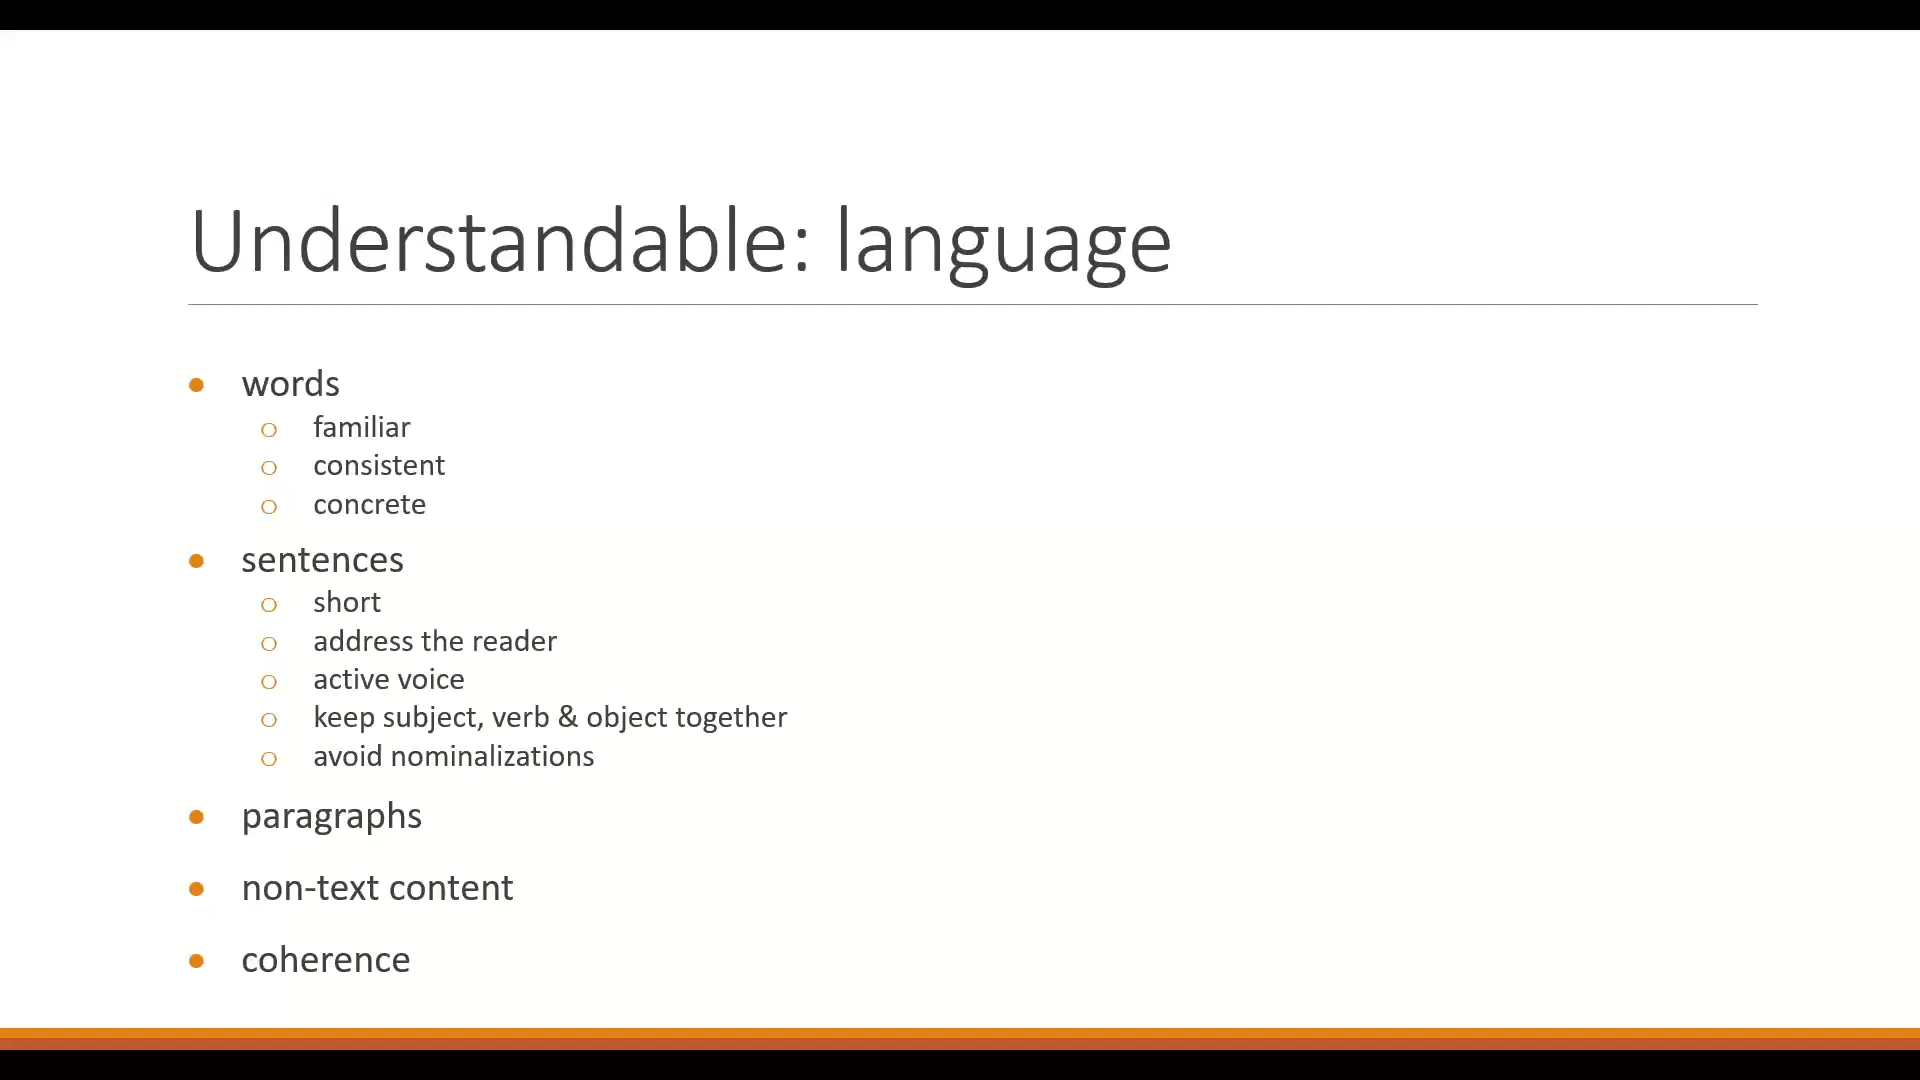 Understandable: language
• words
o familiar
o consistent
o concrete
• sentences
o short
o address the reader
o active voice
o keep subject, verb & object together
o avoid nominalizations
• paragraphs
• non-text content
• coherence